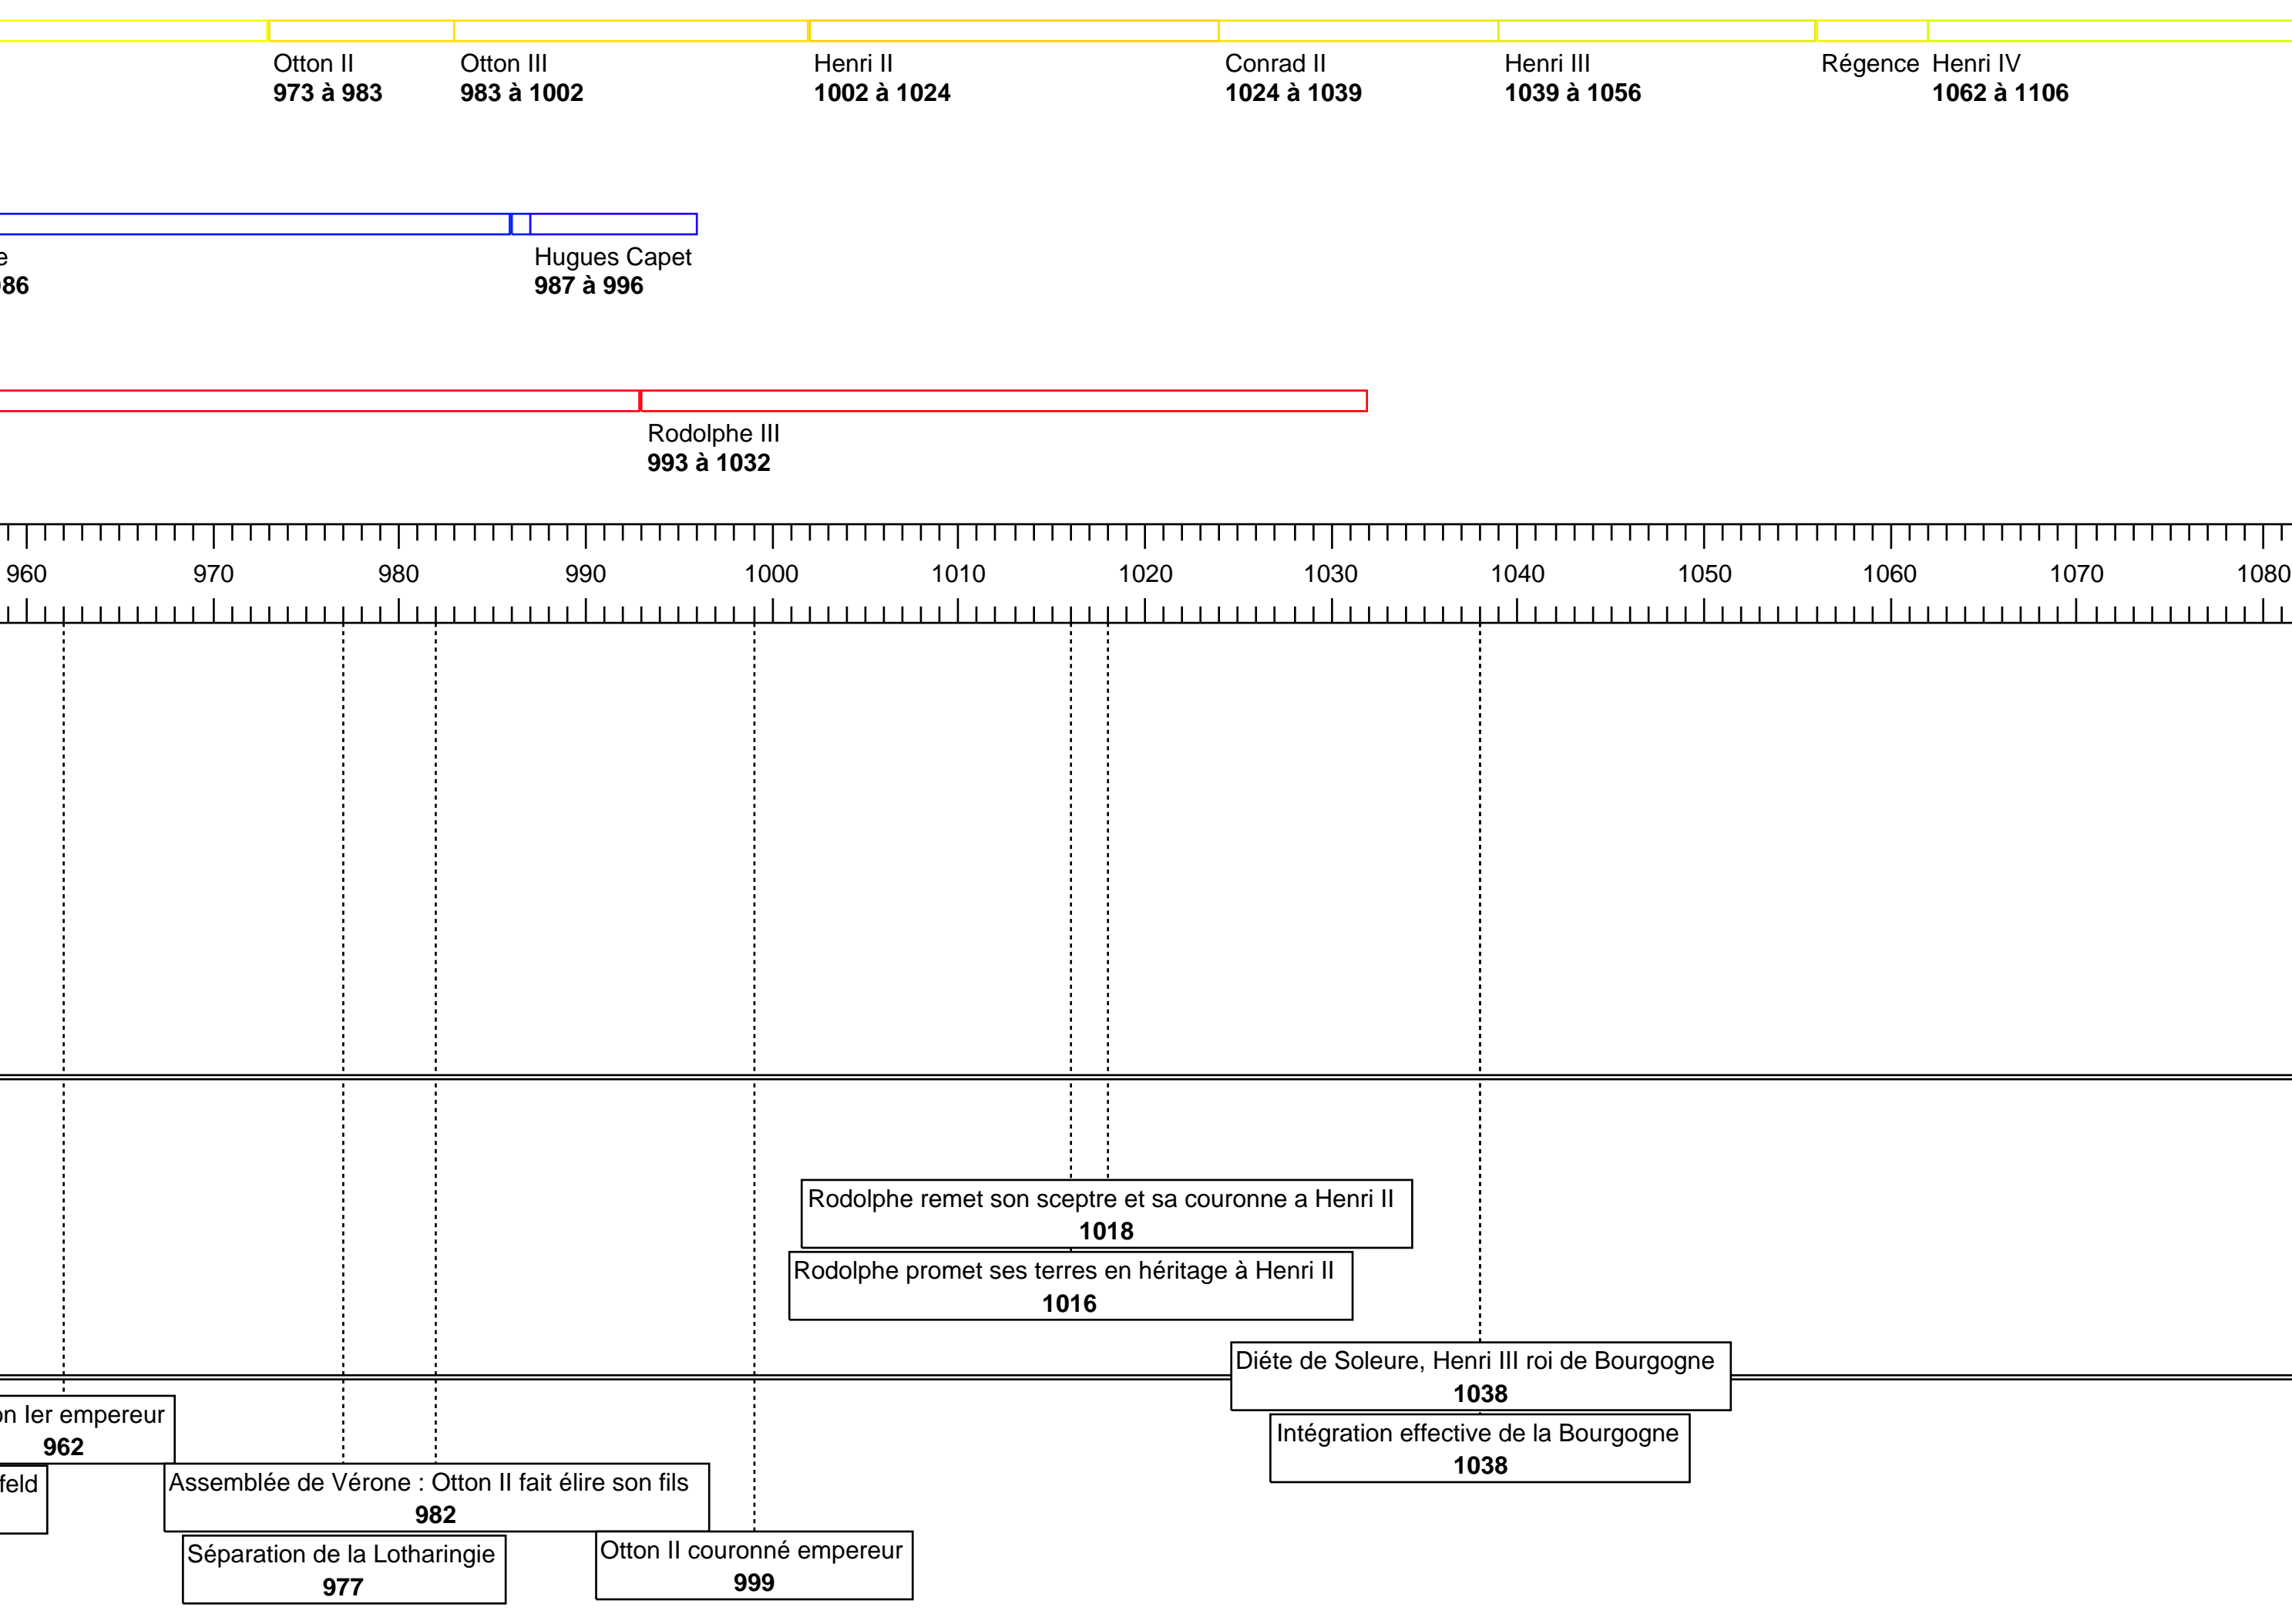 Otton II
973 à 983
Otton III
983 à 1002
Henri II
1002 à 1024
Conrad II
1024 à 1039
Henri III
1039 à 1056
Régence
Henri IV
1062 à 1106
e
86
Hugues Capet
987 à 996
Rodolphe III
993 à 1032
960 970 980 990 1000 1010 1020 1030 1040 1050 1060 1070 1080
Rodolphe remet son sceptre et sa couronne a Henri II
1018
Rodolphe promet ses terres en héritage à Henri II
1016
Diéte de Soleure, Henri III roi de Bourgogne
1038
Intégration effective de la Bourgogne
1038
on Ier empereur
962
feld
Assemblée de Vérone : Otton II fait élire son fils
982
Séparation de la Lotharingie
977
Otton II couronné empereur
999